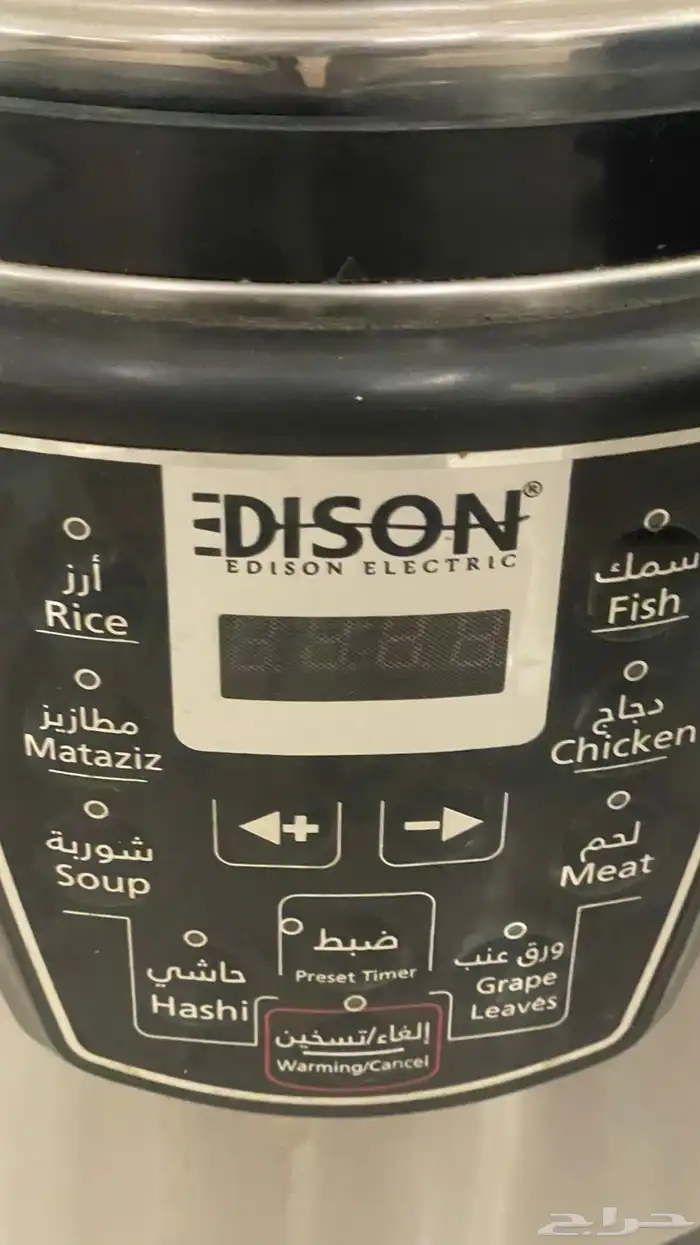 EDISON®
EDISON ELECTRIC
أرز
Rice
مطازيز
Mataziz
شوربة
Soup
سمك
Fish
دجاج
Chicken
لحم
Meat
+
-
حاشي
Hashi
ضبط
Preset Timer
ورق عنب
Grape
Leaves
إلغاء/تسخين
Warming/Cancel
حراج